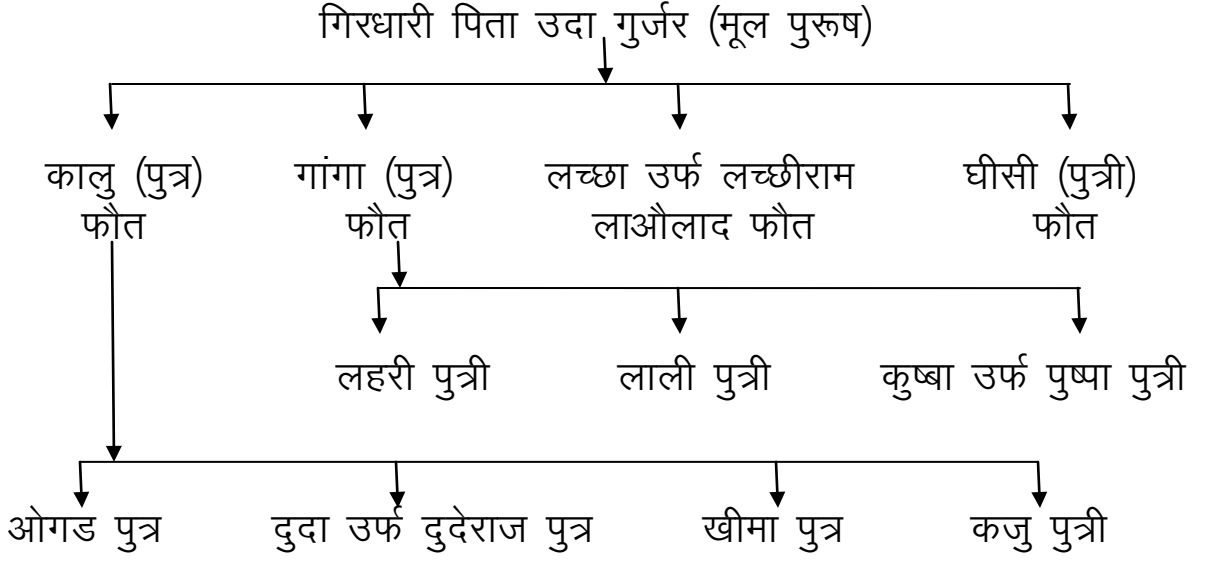 गिरधारी पिता उदा गुर्जर (मूल पुरूष)
कालु (पुत्र) गांगा (पुत्र) लच्छा उर्फ लच्छीराम घीसी (पुत्री)
फौत फौत लाऔलाद फौत फौत
लहरी पुत्री लाली पुत्री कुष्बा उर्फ पुष्पा पुत्री
ओगड पुत्र दुदा उर्फ दुदेराज पुत्र खीमा पुत्र कजु पुत्री